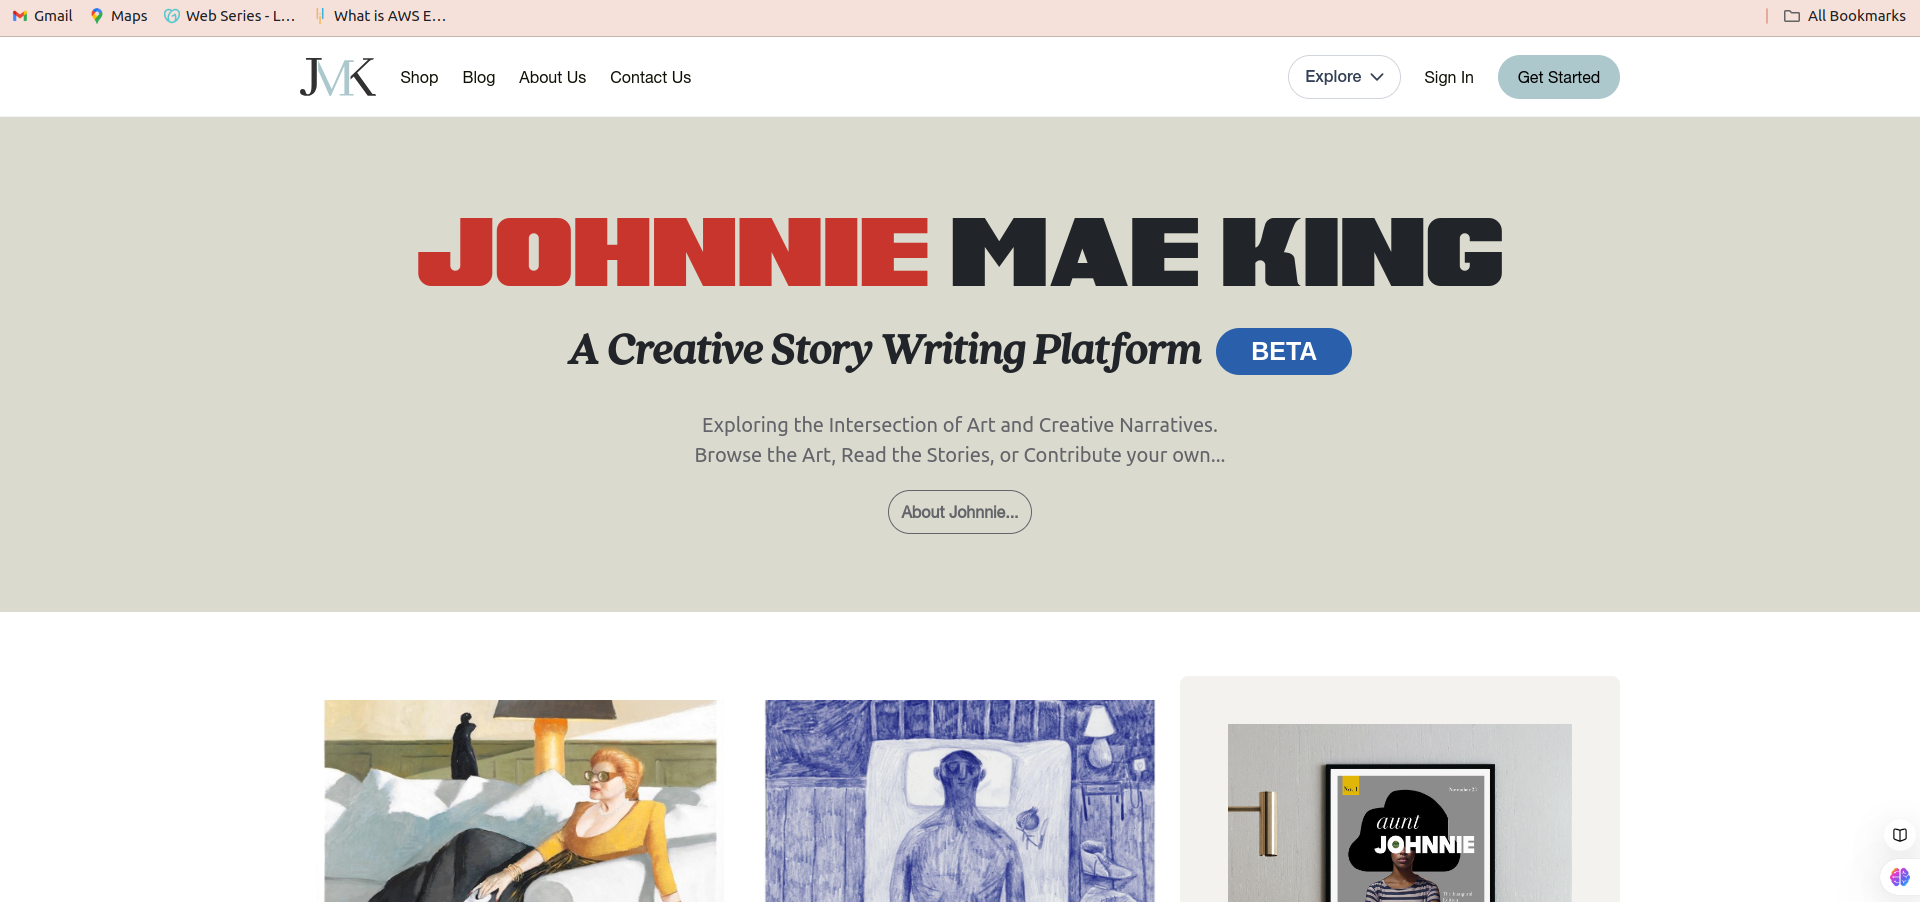 Gmail Maps Web Series - L... What is AWS E... All Bookmarks
JMK Shop Blog About Us Contact Us Explore Sign In Get Started
JOHNNIE MAE KING
A Creative Story Writing Platform BETA
Exploring the Intersection of Art and Creative Narratives.
Browse the Art, Read the Stories, or Contribute your own...
About Johnnie...
No. 1 November 21
aunt
JOHNNIE